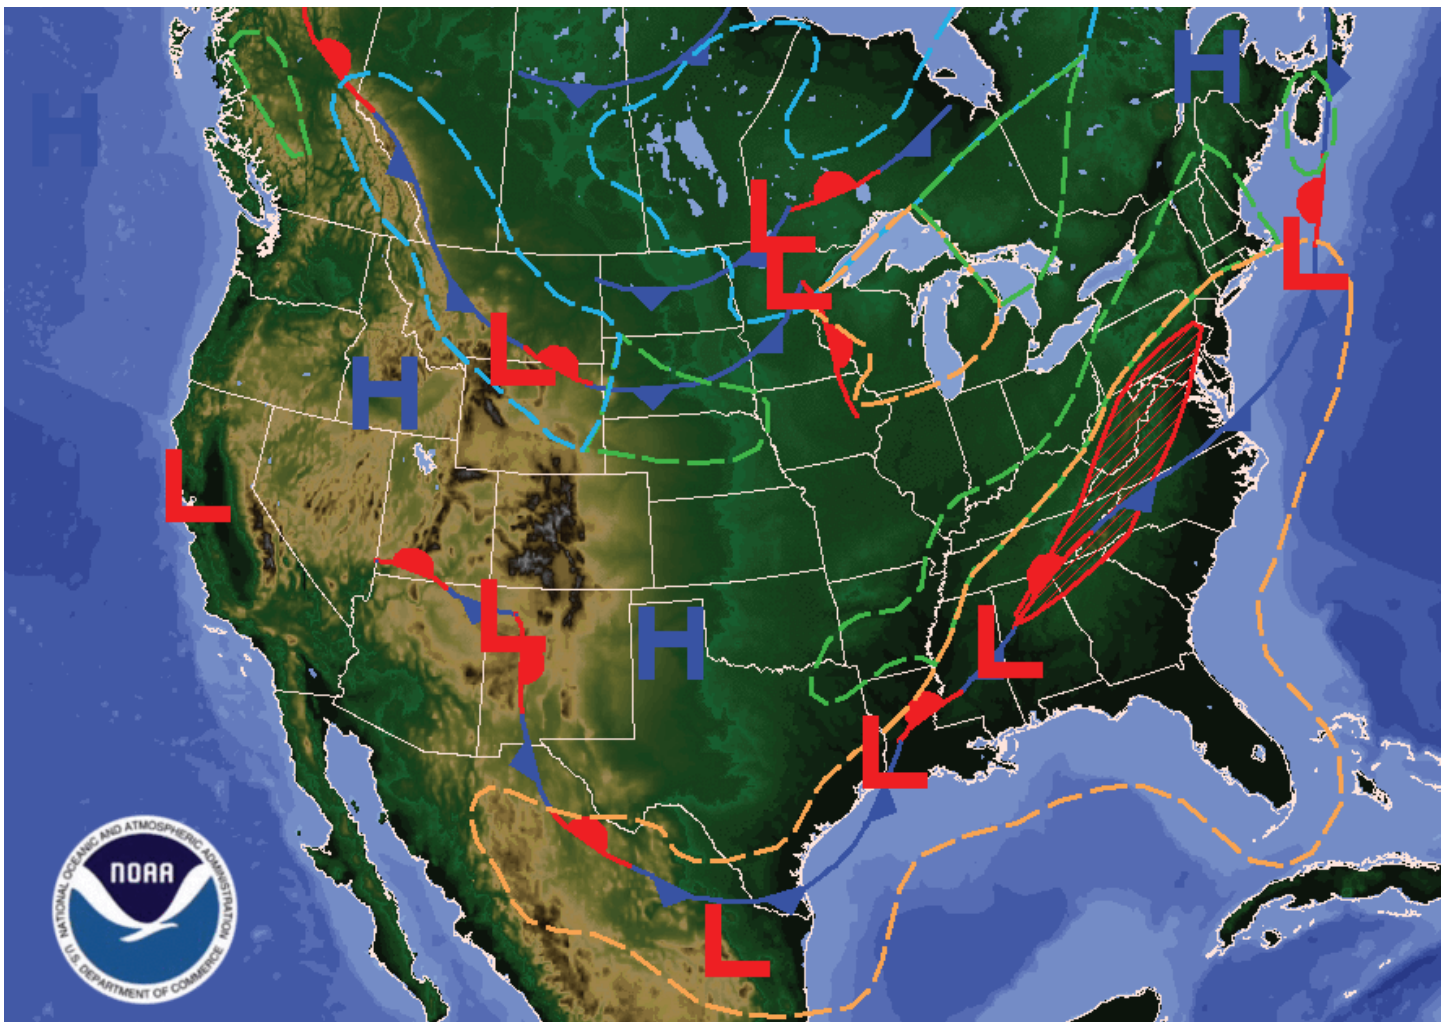 H
H
L
L
L
L
H
L
L
H
L
L
L
L
NATIONAL OCEANIC AND ATMOSPHERIC ADMINISTRATION
NOAA
U.S. DEPARTMENT OF COMMERCE